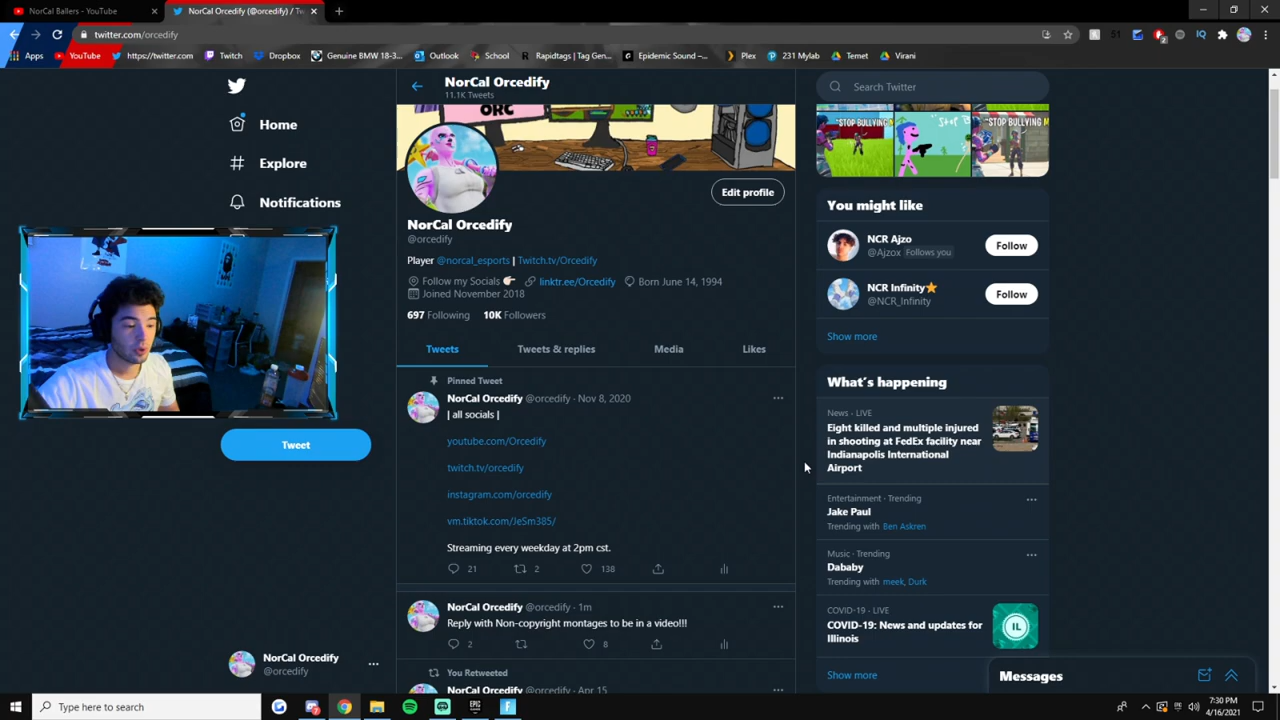 NorCal Ballers - YouTube
NorCal Orcedify (@orcedify) / Tw
twitter.com/orcedify
51
2
Apps
YouTube
https://twitter.com
Twitch
Dropbox
Genuine BMW 18-3...
Outlook
School
Rapidtags | Tag Gen...
Epidemic Sound –...
Plex
231 Mylab
Temet
Virani
Home
Explore
Notifications
Tweet
NorCal Orcedify
@orcedify
NorCal Orcedify
11.1K Tweets
ORC
Edit profile
NorCal Orcedify
@orcedify
Player @norcal_esports | Twitch.tv/Orcedify
Follow my Socials linktr.ee/Orcedify Born June 14, 1994
Joined November 2018
697 Following 10K Followers
Tweets
Tweets & replies
Media
Likes
Pinned Tweet
NorCal Orcedify @orcedify · Nov 8, 2020
| all socials |
youtube.com/Orcedify
twitch.tv/orcedify
instagram.com/orcedify
vm.tiktok.com/JeSm385/
Streaming every weekday at 2pm cst.
21 2 138
NorCal Orcedify @orcedify · 1m
Reply with Non-copyright montages to be in a video!!!
2 8
You Retweeted
NorCal Orcedify @orcedify · Apr 15
Search Twitter
"STOP BULLYING M
"Stop B
"STOP BULLYING M
You might like
NCR Ajzo
@Ajzox Follows you
Follow
NCR Infinity
@NCR_Infinity
Follow
Show more
What's happening
News · LIVE
Eight killed and multiple injured
in shooting at FedEx facility near
Indianapolis International
Airport
Entertainment · Trending
Jake Paul
Trending with Ben Askren
Music · Trending
Dababy
Trending with meek, Durk
COVID-19 · LIVE
COVID-19: News and updates for
Illinois
IL
Show more
Messages
Type here to search
EPIC
7:30 PM
4/16/2021